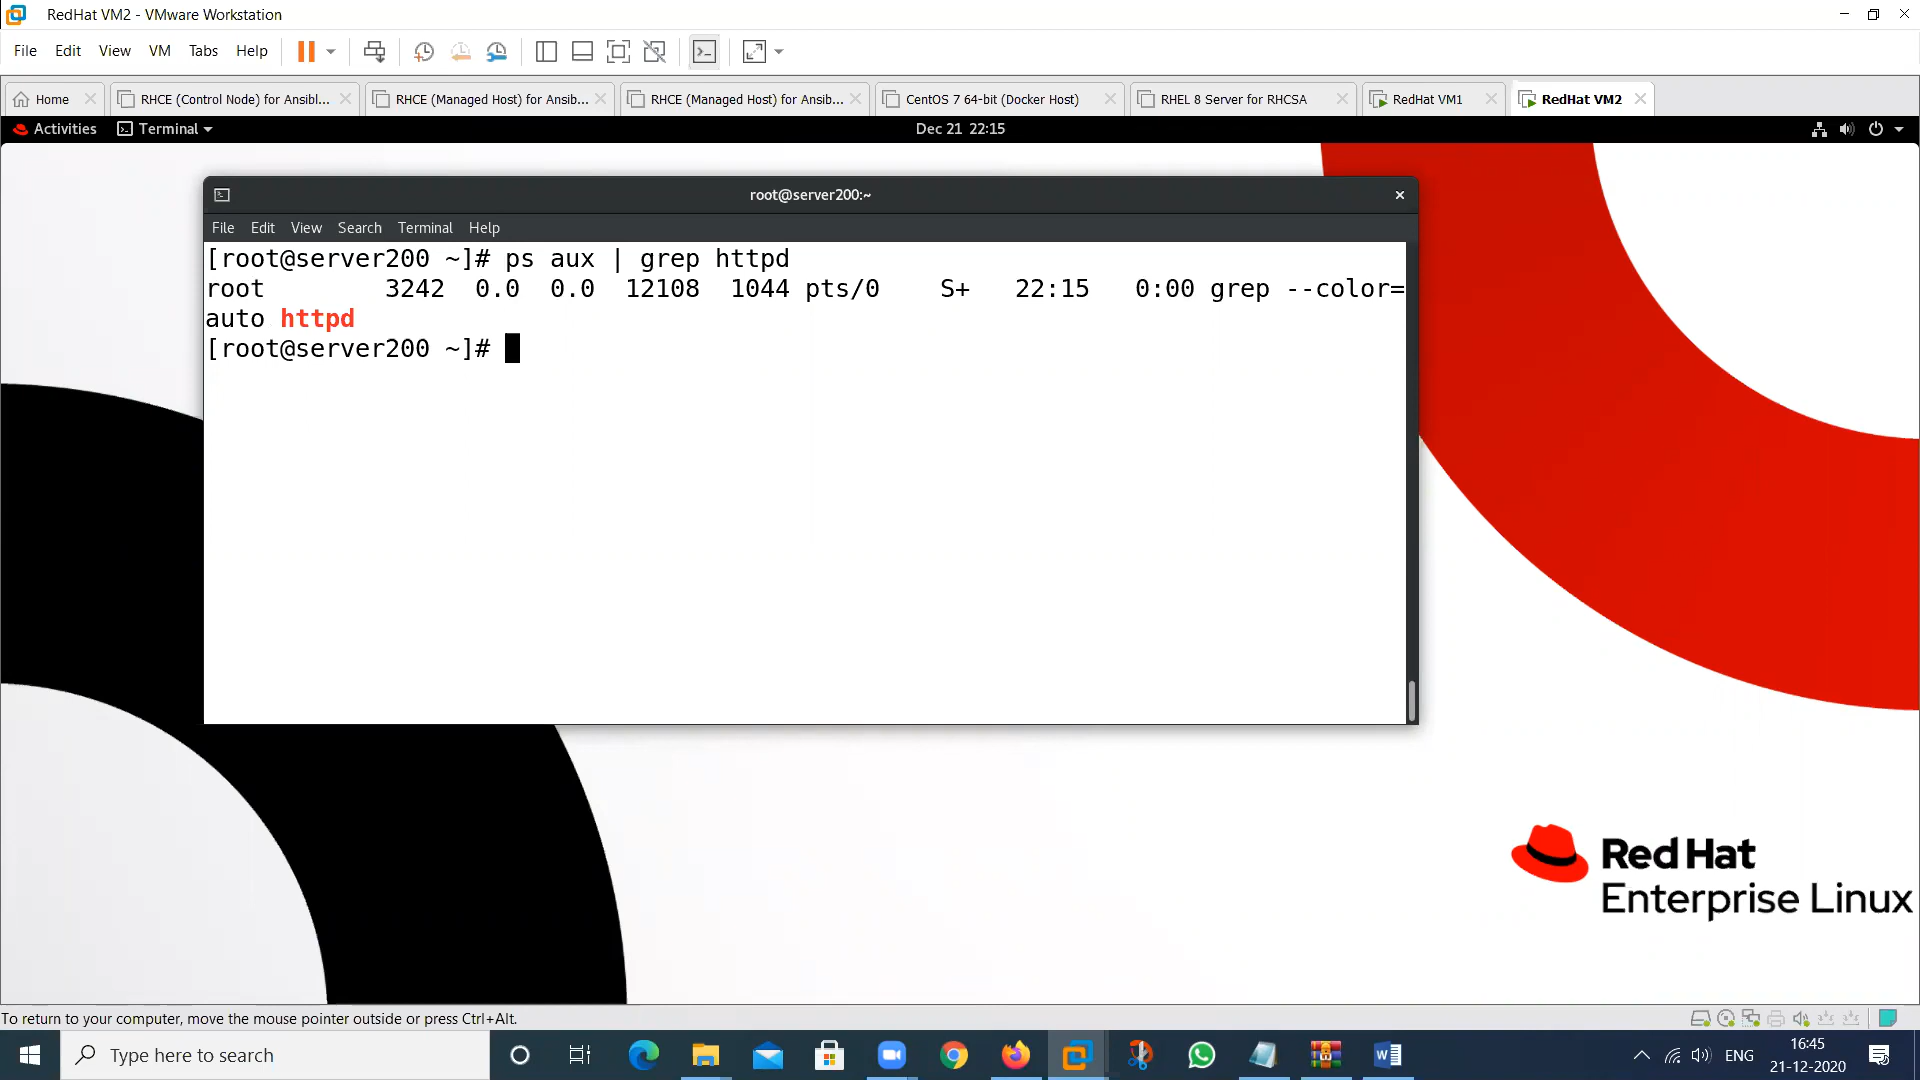 RedHat VM2 - VMware Workstation
File Edit View VM Tabs Help
Home RHCE (Control Node) for Ansibl... RHCE (Managed Host) for Ansib... RHCE (Managed Host) for Ansib... CentOS 7 64-bit (Docker Host) RHEL 8 Server for RHCSA RedHat VM1 RedHat VM2
Activities Terminal Dec 21 22:15
root@server200:~
File Edit View Search Terminal Help
[root@server200 ~]# ps aux | grep httpd
root 3242 0.0 0.0 12108 1044 pts/0 S+ 22:15 0:00 grep --color=
auto httpd
[root@server200 ~]#
Red Hat
Enterprise Linux
To return to your computer, move the mouse pointer outside or press Ctrl+Alt.
Type here to search
ENG
16:45
21-12-2020